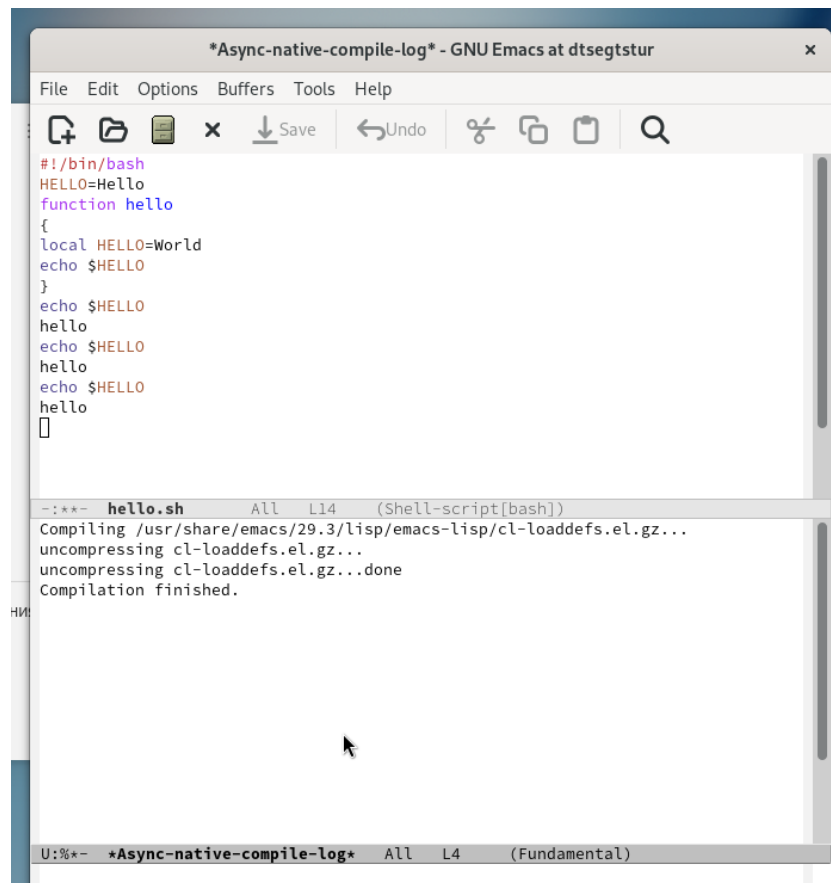 *Async-native-compile-log* - GNU Emacs at dtsegtstur
File Edit Options Buffers Tools Help
Save Undo
#!/bin/bash
HELLO=Hello
function hello
{
local HELLO=World
echo $HELLO
}
echo $HELLO
hello
echo $HELLO
hello
echo $HELLO
hello
-:**- hello.sh All L14 (Shell-script[bash])
Compiling /usr/share/emacs/29.3/lisp/emacs-lisp/cl-loaddefs.el.gz...
uncompressing cl-loaddefs.el.gz...
uncompressing cl-loaddefs.el.gz...done
Compilation finished.
U:%*- *Async-native-compile-log* All L4 (Fundamental)